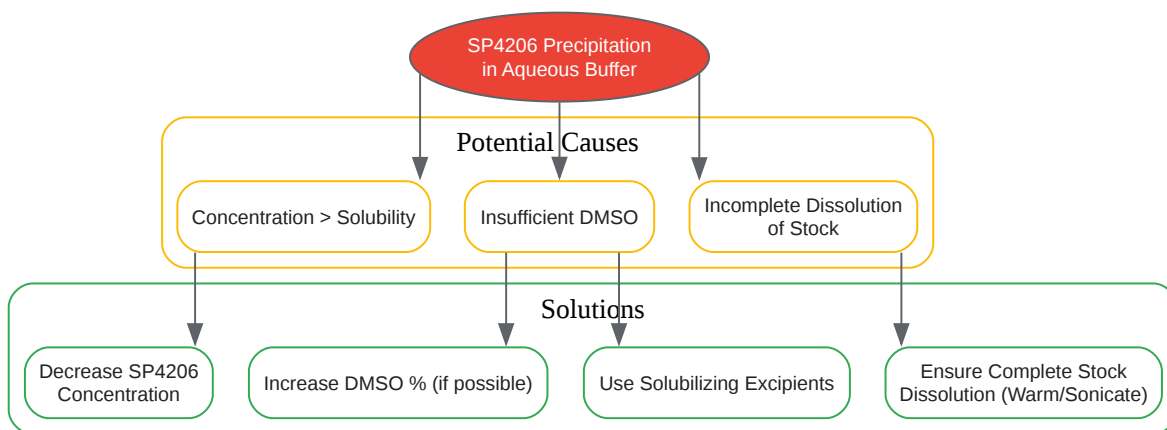 SP4206 Precipitation
in Aqueous Buffer
Potential Causes
Concentration > Solubility
Insufficient DMSO
Incomplete Dissolution
of Stock
Solutions
Decrease SP4206
Concentration
Increase DMSO % (if possible)
Use Solubilizing Excipients
Ensure Complete Stock
Dissolution (Warm/Sonicate)